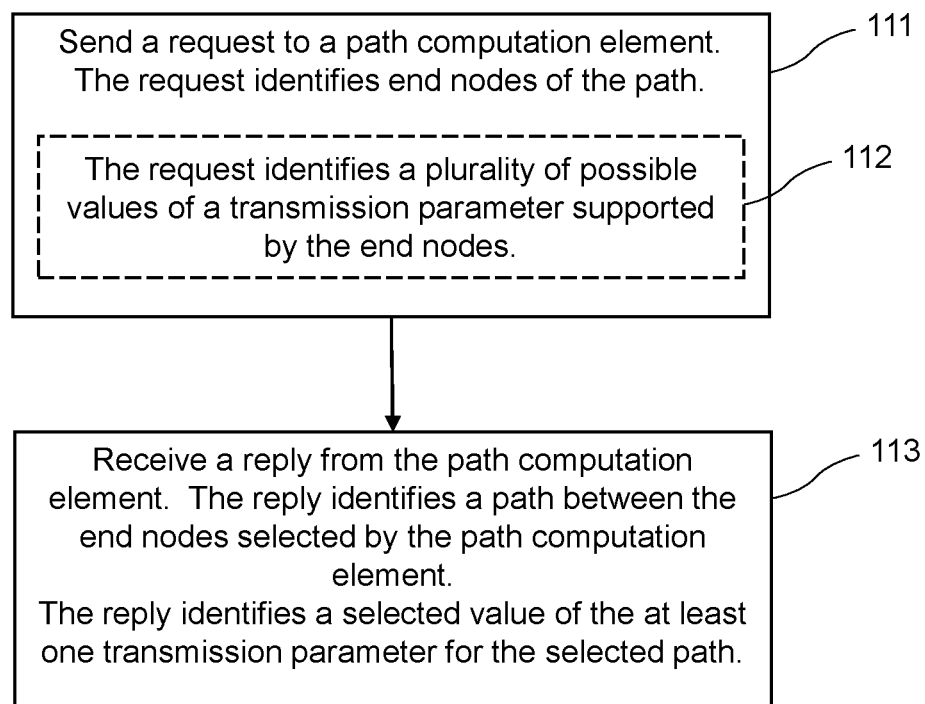 Send a request to a path computation element.
The request identifies end nodes of the path.
111
The request identifies a plurality of possible
values of a transmission parameter supported
by the end nodes.
112
Receive a reply from the path computation
element. The reply identifies a path between the
end nodes selected by the path computation
element.
The reply identifies a selected value of the at least
one transmission parameter for the selected path.
113